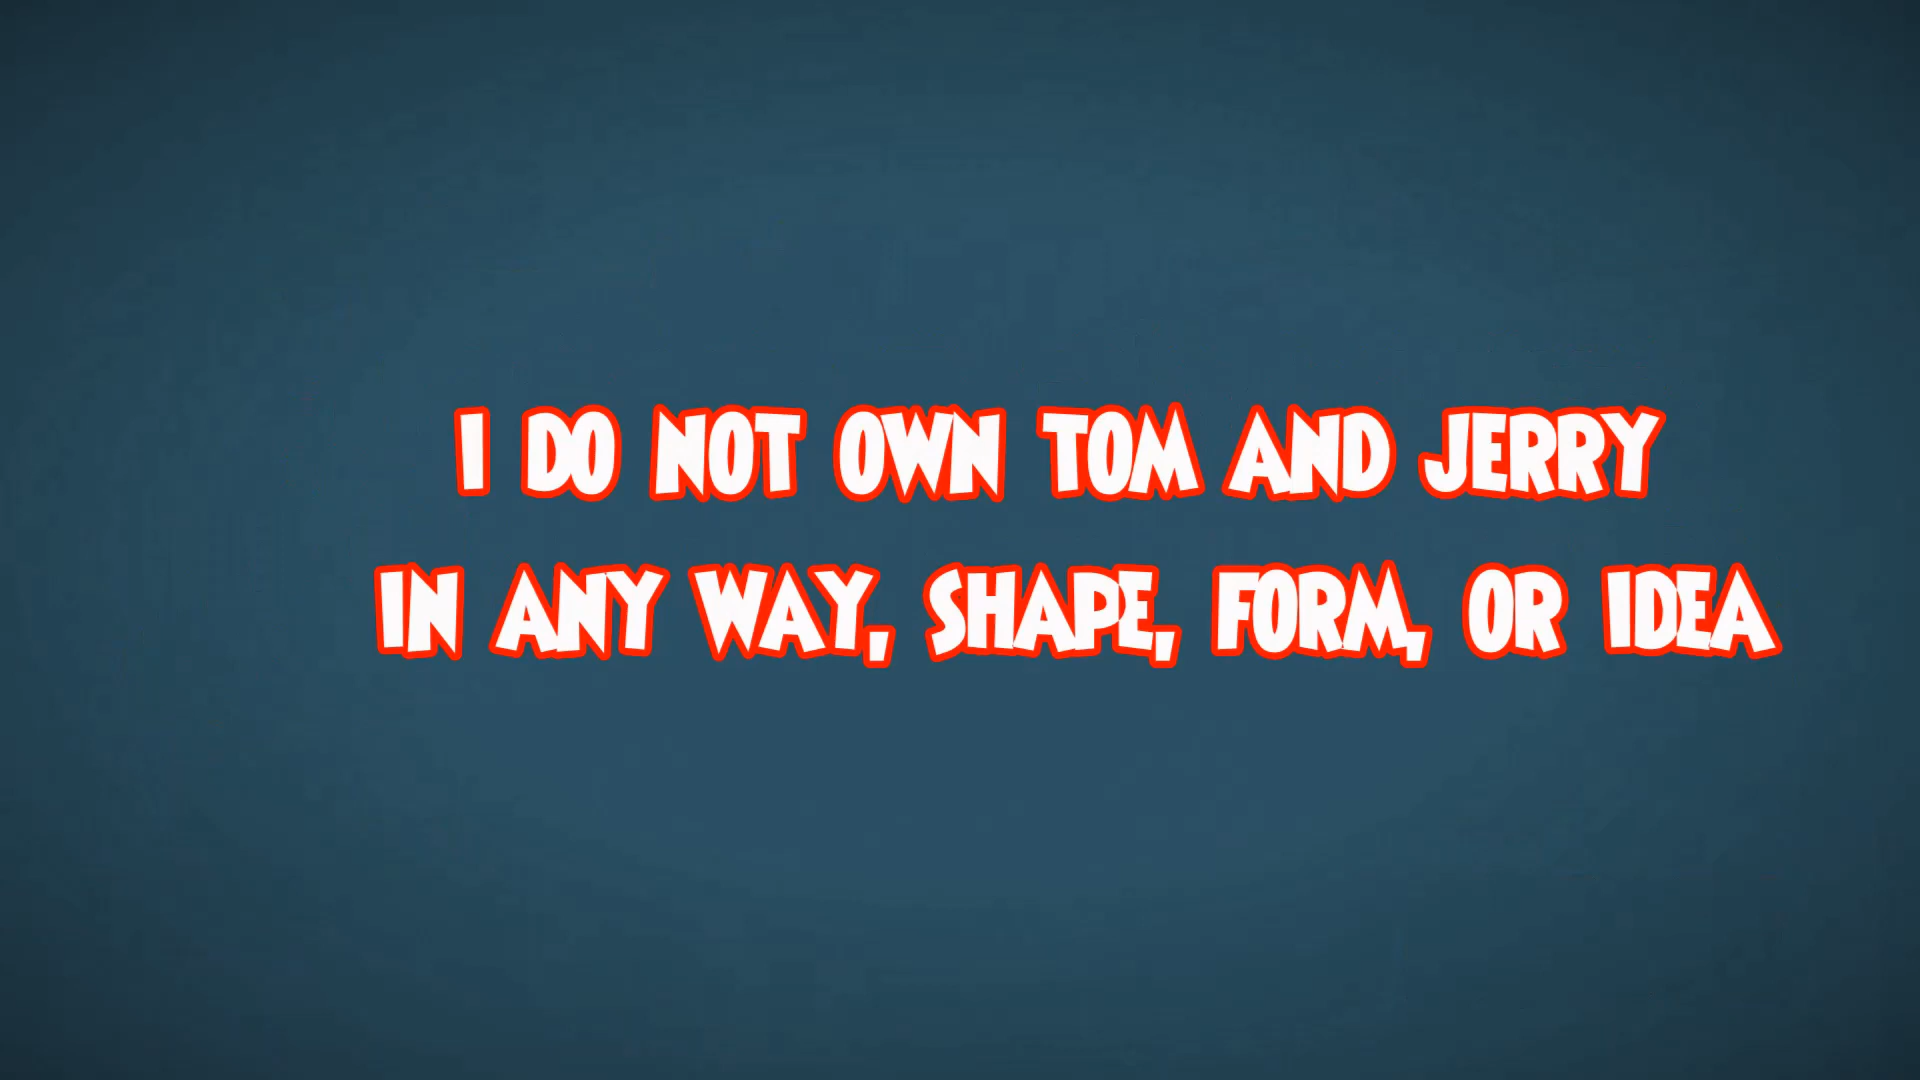 I DO NOT OWN TOM AND JERRY
IN ANY WAY, SHAPE, FORM, OR IDEA